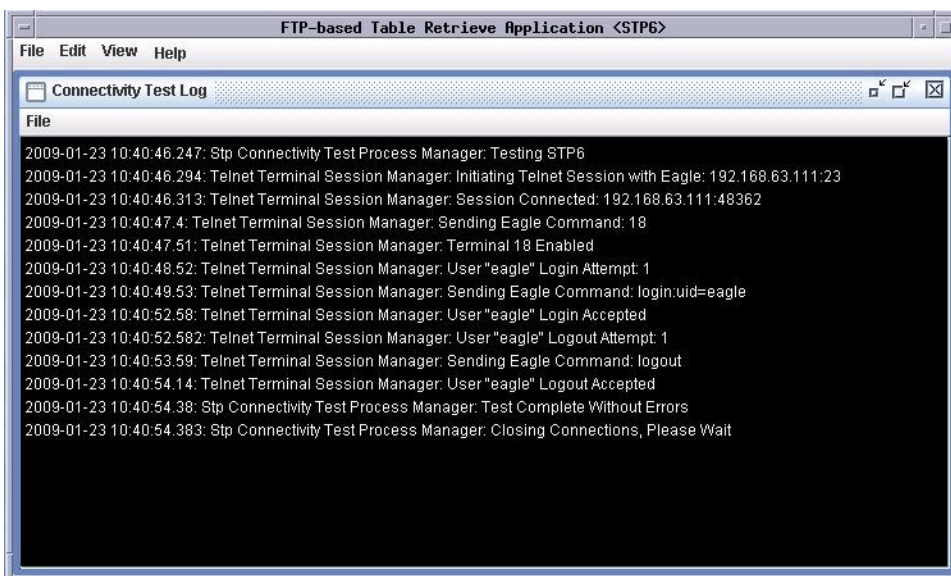 FTP-based Table Retrieve Application <STP6>
File Edit View Help
Connectivity Test Log
File
2009-01-23 10:40:46.247: Stp Connectivity Test Process Manager: Testing STP6
2009-01-23 10:40:46.294: Telnet Terminal Session Manager: Initiating Telnet Session with Eagle: 192.168.63.111:23
2009-01-23 10:40:46.313: Telnet Terminal Session Manager: Session Connected: 192.168.63.111:48362
2009-01-23 10:40:47.4: Telnet Terminal Session Manager: Sending Eagle Command: 18
2009-01-23 10:40:47.51: Telnet Terminal Session Manager: Terminal 18 Enabled
2009-01-23 10:40:48.52: Telnet Terminal Session Manager: User "eagle" Login Attempt: 1
2009-01-23 10:40:49.53: Telnet Terminal Session Manager: Sending Eagle Command: login:uid=eagle
2009-01-23 10:40:52.58: Telnet Terminal Session Manager: User "eagle" Login Accepted
2009-01-23 10:40:52.582: Telnet Terminal Session Manager: User "eagle" Logout Attempt: 1
2009-01-23 10:40:53.59: Telnet Terminal Session Manager: Sending Eagle Command: logout
2009-01-23 10:40:54.14: Telnet Terminal Session Manager: User "eagle" Logout Accepted
2009-01-23 10:40:54.38: Stp Connectivity Test Process Manager: Test Complete Without Errors
2009-01-23 10:40:54.383: Stp Connectivity Test Process Manager: Closing Connections, Please Wait